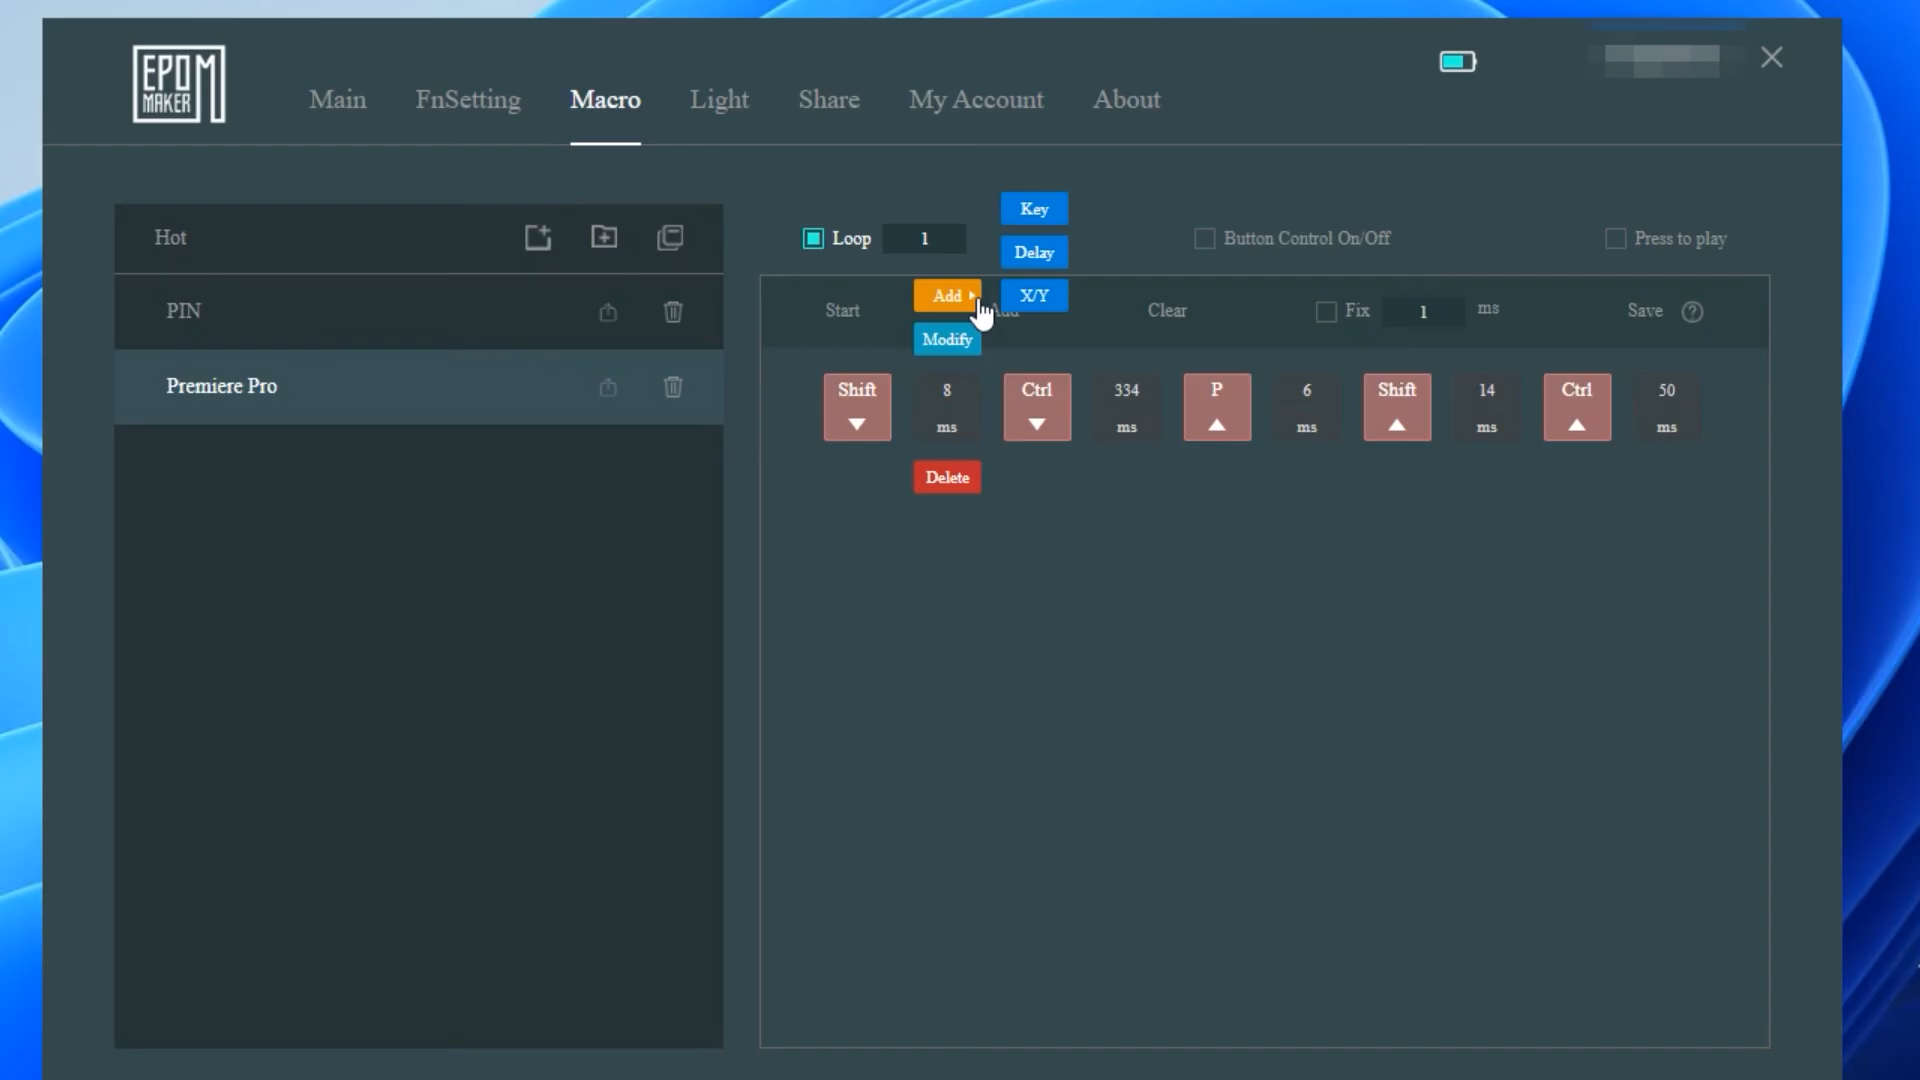 EPO
MAKER
M
Main FnSetting Macro Light Share My Account About
Hot
PIN
Premiere Pro
Loop 1
Key
Delay
X/Y
Button Control On/Off
Press to play
Start
Add
Add
Modify
Clear
Fix 1 ms
Save
Shift 8 ms Ctrl 334 ms P 6 ms Shift 14 ms Ctrl 50 ms
Delete